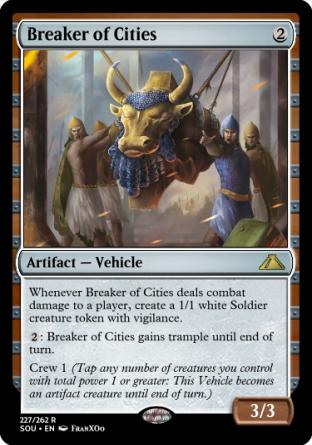 Breaker of Cities 2
Artifact — Vehicle
Whenever Breaker of Cities deals combat
damage to a player, create a 1/1 white Soldier
creature token with vigilance.
2: Breaker of Cities gains trample until end of
turn.
Crew 1 (Tap any number of creatures you control
with total power 1 or greater: This Vehicle becomes
an artifact creature until end of turn.)
3/3
227/262 R
SOU • EN FranXOo